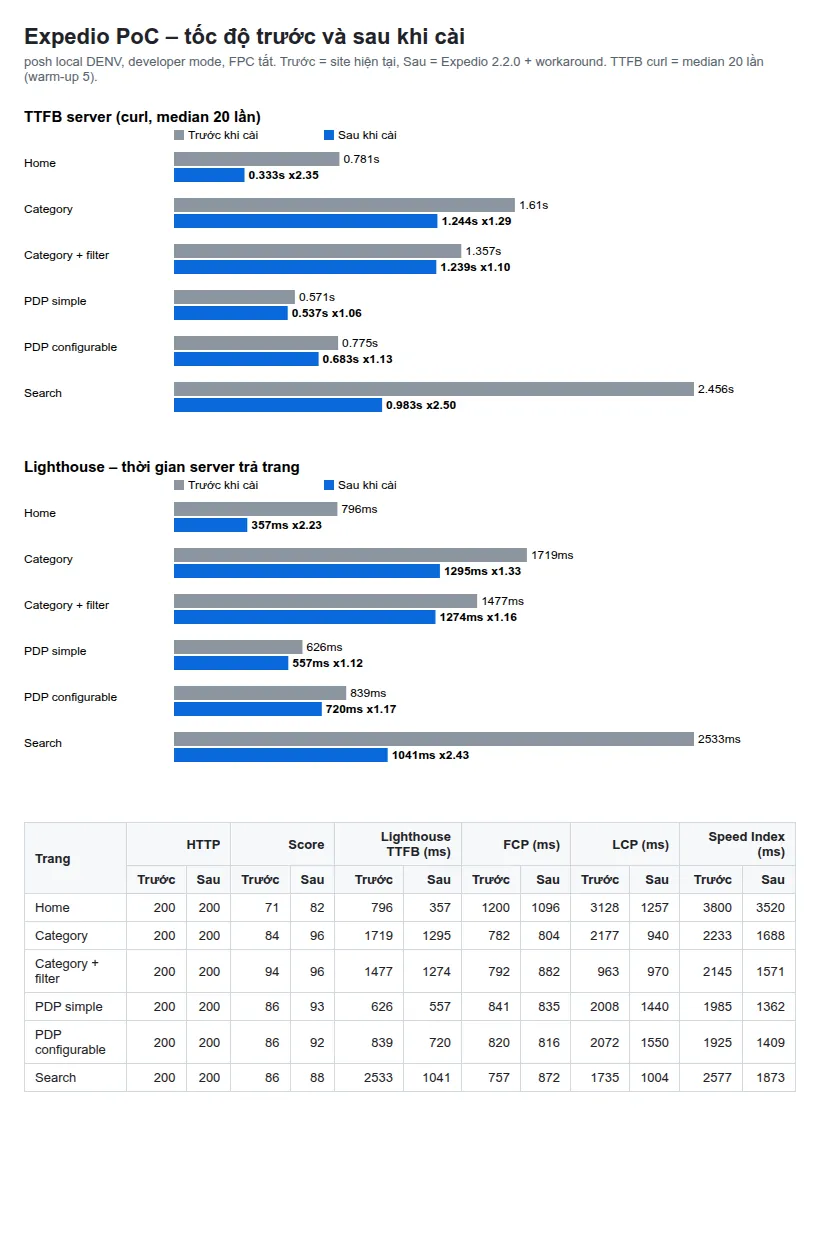 Expedio PoC – tốc độ trước và sau khi cài
posh local DENV, developer mode, FPC tắt. Trước = site hiện tại, Sau = Expedio 2.2.0 + workaround. TTFB curl = median 20 lần
(warm-up 5).
TTFB server (curl, median 20 lần)
Trước khi cài Sau khi cài
Home 0.781s
0.333s x2.35
Category 1.61s
1.244s x1.29
Category + filter 1.357s
1.239s x1.10
PDP simple 0.571s
0.537s x1.06
PDP configurable 0.775s
0.683s x1.13
Search 2.456s
0.983s x2.50
Lighthouse – thời gian server trả trang
Trước khi cài Sau khi cài
Home 796ms
357ms x2.23
Category 1719ms
1295ms x1.33
Category + filter 1477ms
1274ms x1.16
PDP simple 626ms
557ms x1.12
PDP configurable 839ms
720ms x1.17
Search 2533ms
1041ms x2.43
Trang HTTP Score Lighthouse TTFB (ms) FCP (ms) LCP (ms) Speed Index (ms)
Trước Sau Trước Sau Trước Sau Trước Sau Trước Sau Trước Sau
Home 200 200 71 82 796 357 1200 1096 3128 1257 3800 3520
Category 200 200 84 96 1719 1295 782 804 2177 940 2233 1688
Category + filter 200 200 94 96 1477 1274 792 882 963 970 2145 1571
PDP simple 200 200 86 93 626 557 841 835 2008 1440 1985 1362
PDP configurable 200 200 86 92 839 720 820 816 2072 1550 1925 1409
Search 200 200 86 88 2533 1041 757 872 1735 1004 2577 1873